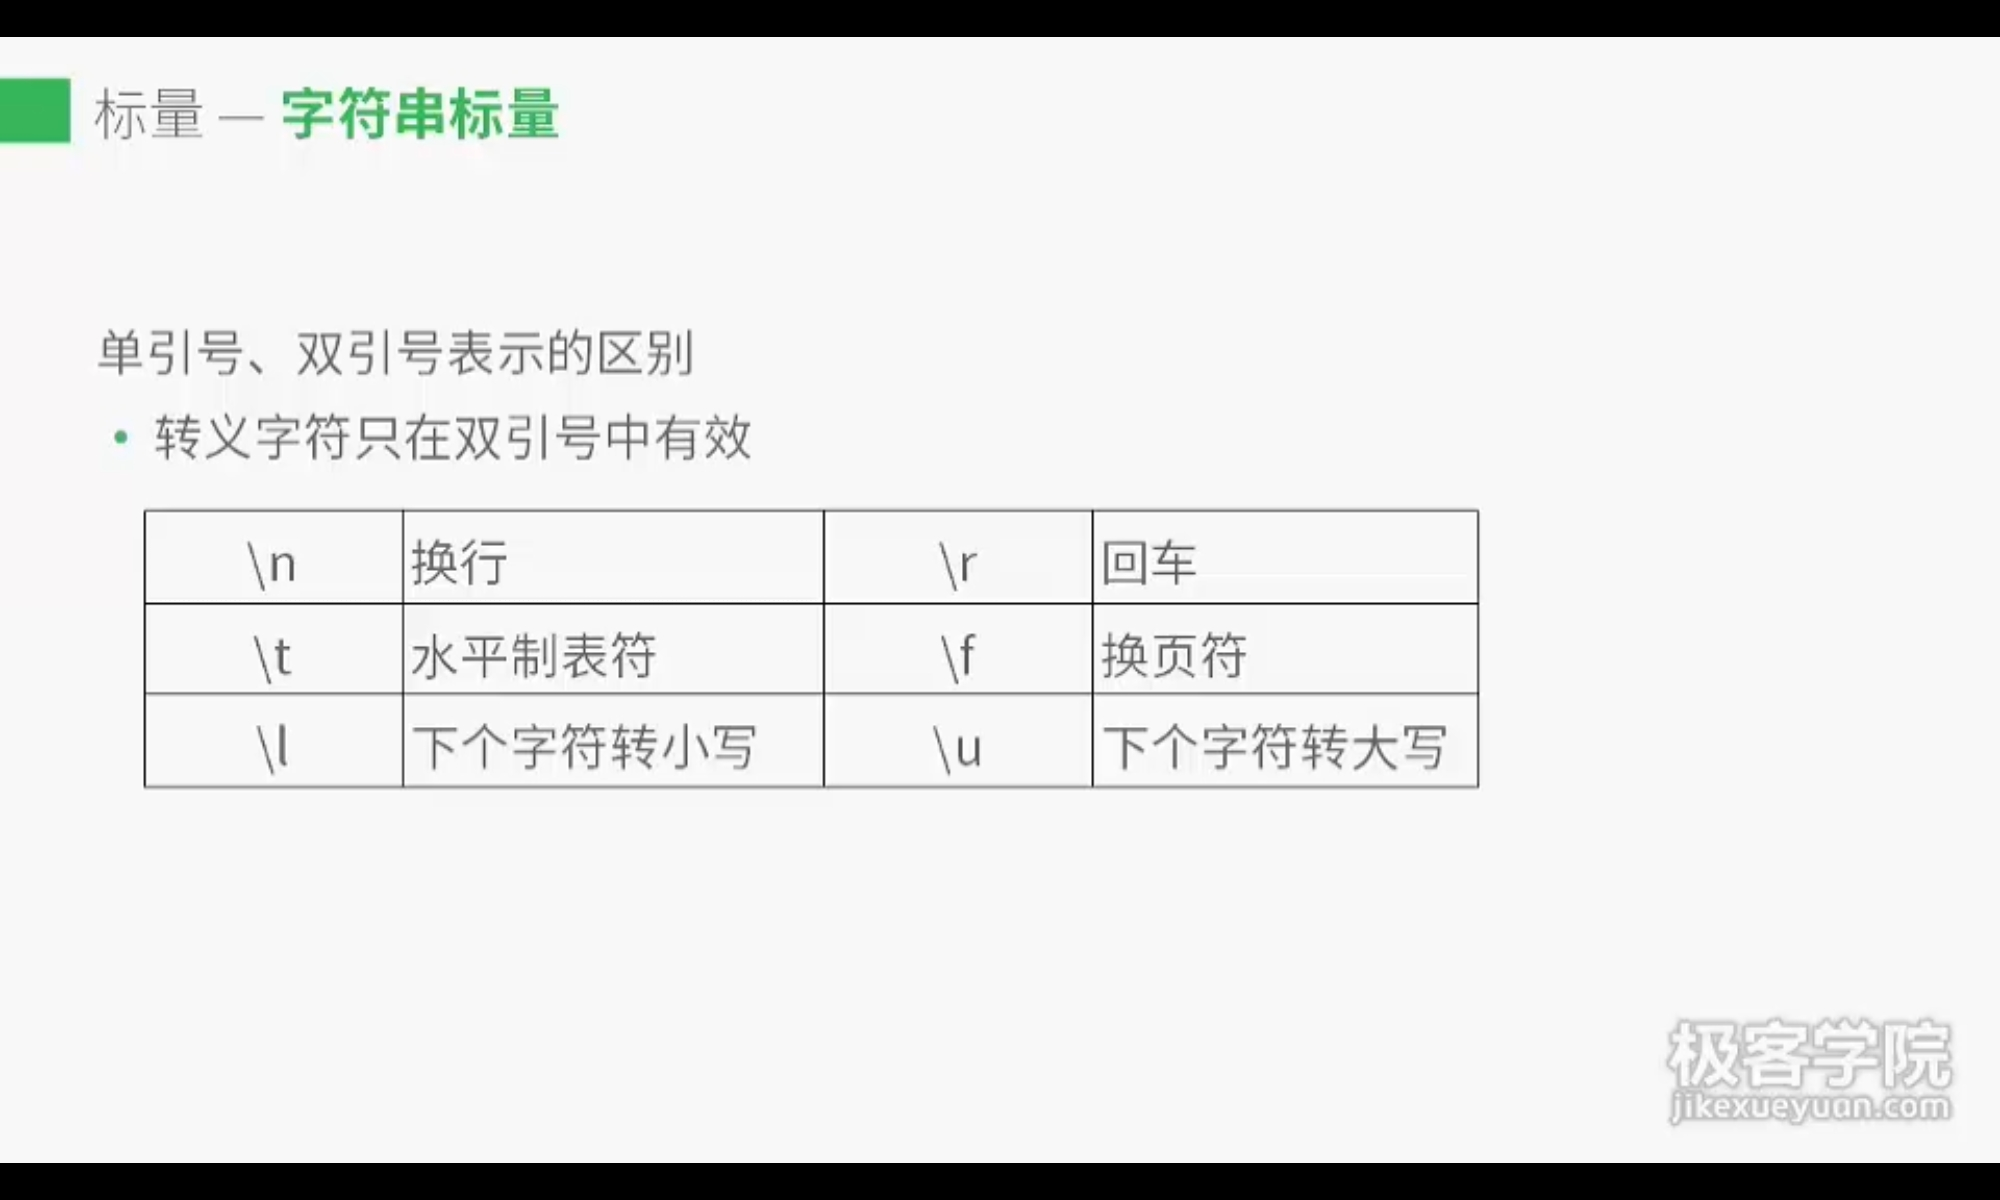 标量 — 字符串标量
单引号、双引号表示的区别
• 转义字符只在双引号中有效
\n 换行 \r 回车
\t 水平制表符 \f 换页符
\l 下个字符转小写 \u 下个字符转大写
极客学院
jikexueyuan.com